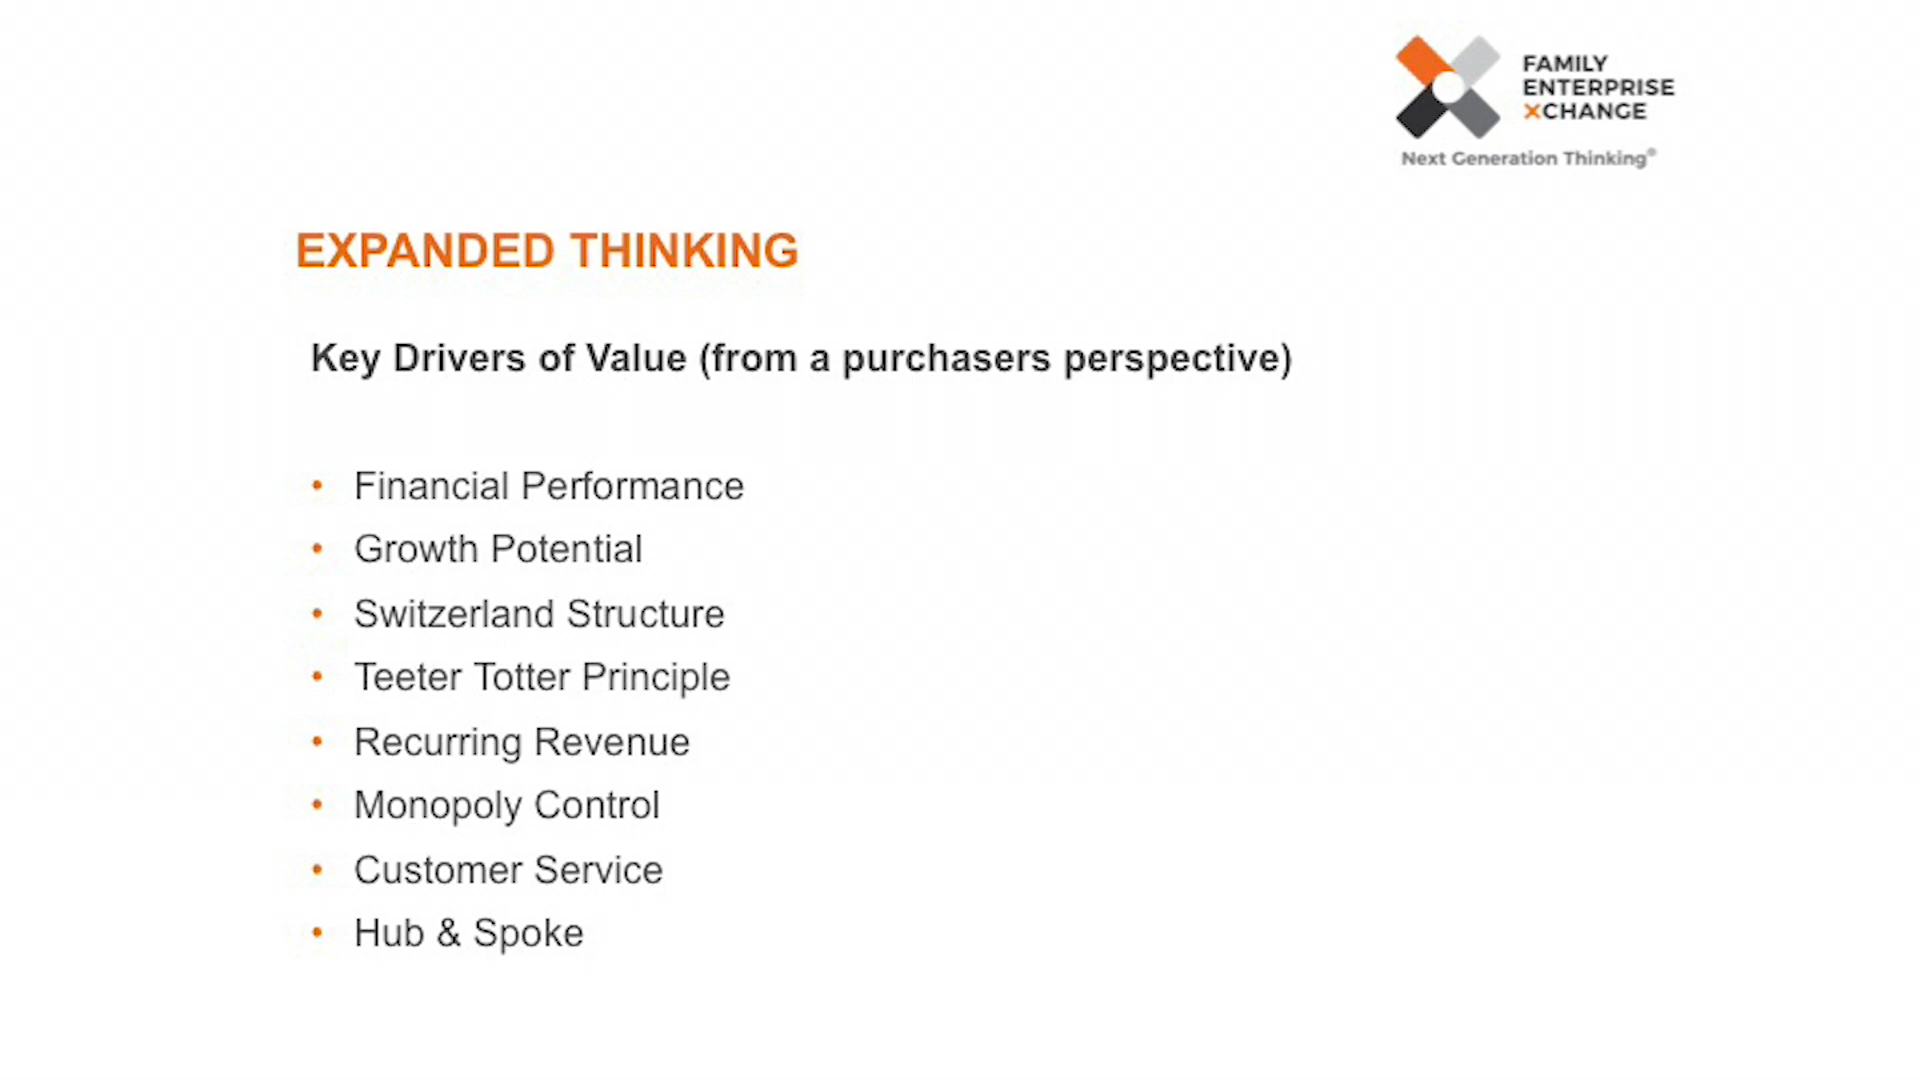 FAMILY
ENTERPRISE
XCHANGE
Next Generation Thinking®
EXPANDED THINKING
Key Drivers of Value (from a purchasers perspective)
• Financial Performance
• Growth Potential
• Switzerland Structure
• Teeter Totter Principle
• Recurring Revenue
• Monopoly Control
• Customer Service
• Hub & Spoke